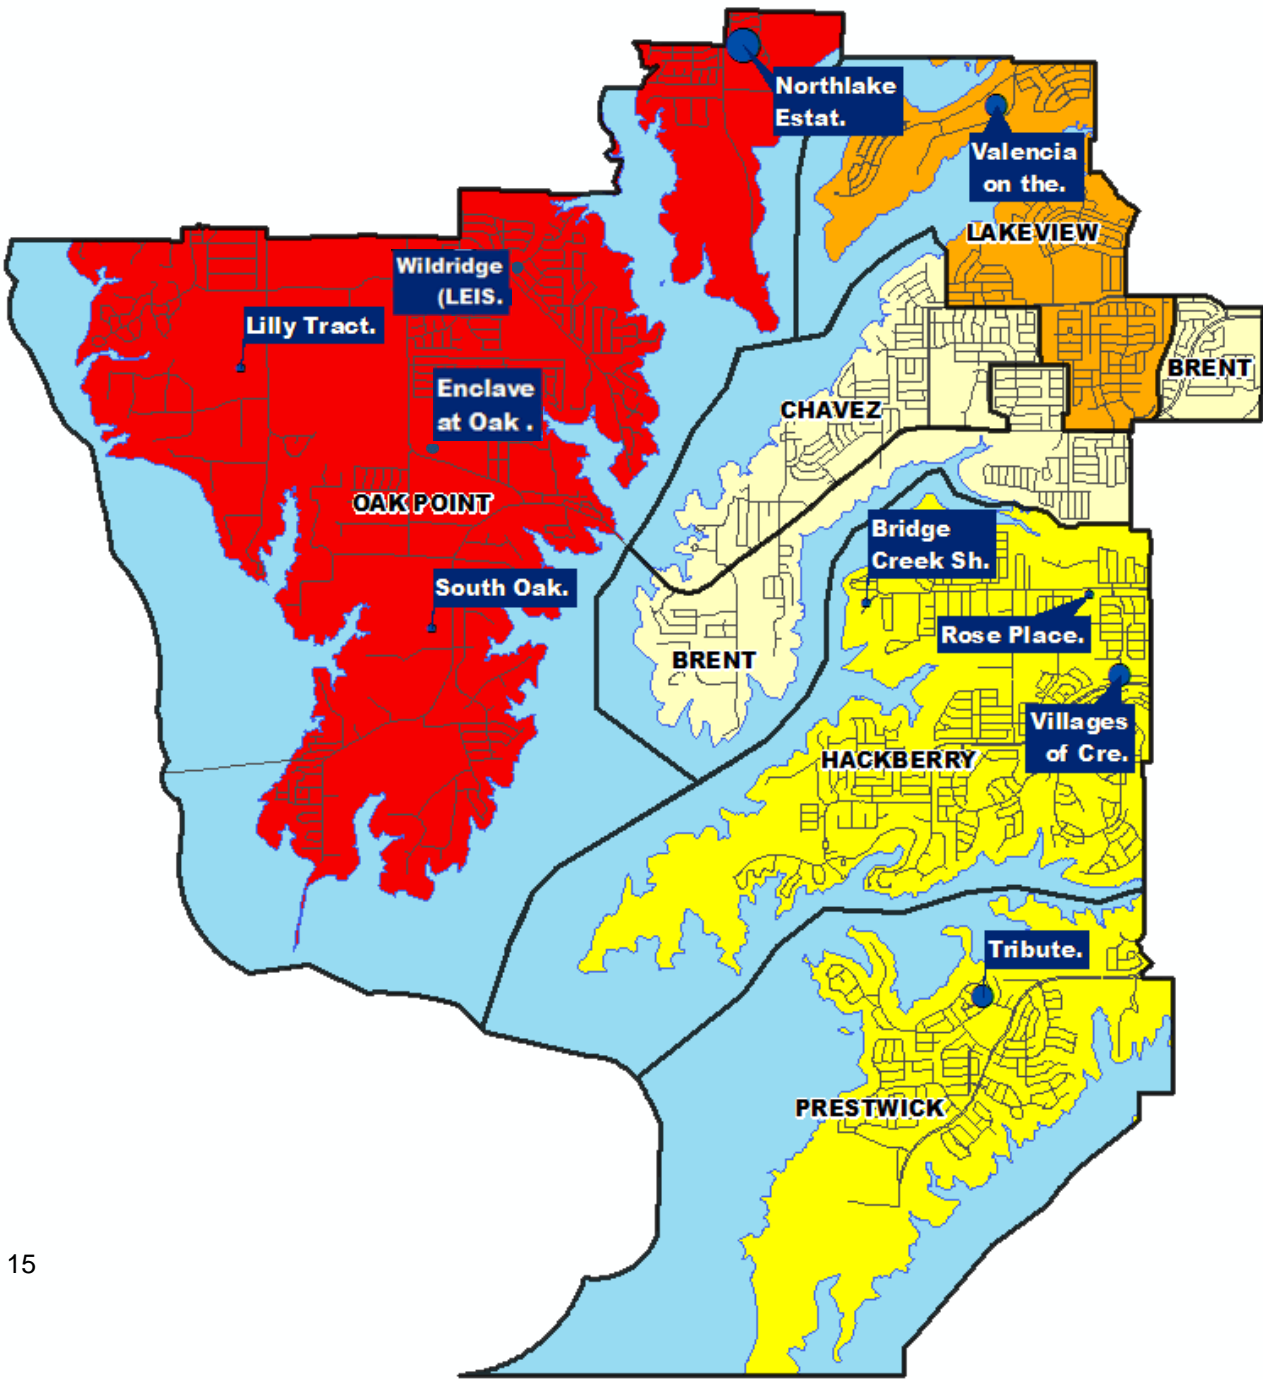 Northlake
Estat.
Valencia
on the.
LAKEVIEW
Wildridge
(LEIS.
Lilly Tract.
BRENT
Enclave
at Oak .
CHAVEZ
OAK POINT
Bridge
Creek Sh.
South Oak.
Rose Place.
BRENT
Villages
of Cre.
HACKBERRY
Tribute.
PRESTWICK
15